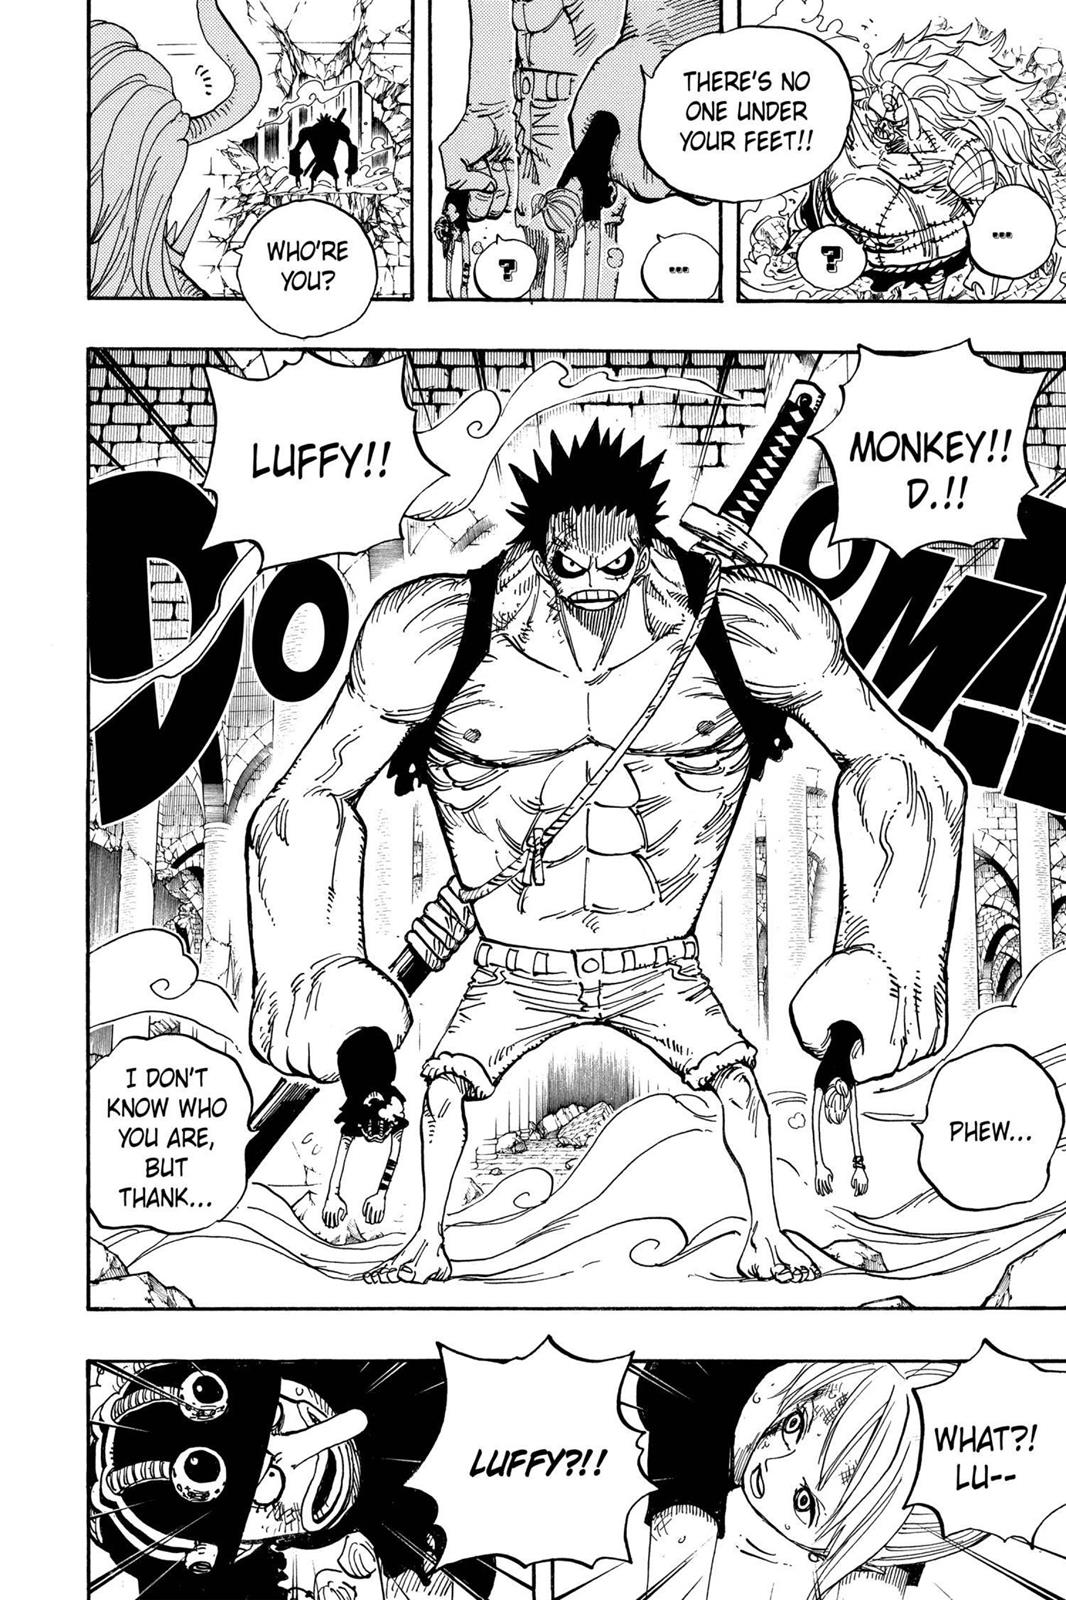 THERE'S NO
ONE UNDER
YOUR FEET!!
...
?
...
?
WHO'RE
YOU?
MONKEY!!
D.!!
LUFFY!!
DOOM!!
PHEW...
I DON'T
KNOW WHO
YOU ARE,
BUT
THANK...
WHAT?!
LU--
LUFFY?!!